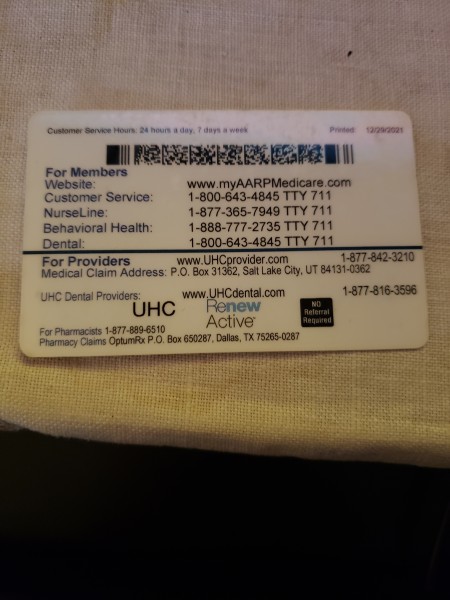 Customer Service Hours: 24 hours a day, 7 days a week Printed: 12/29/2021
For Members
Website: www.myAARPMedicare.com
Customer Service: 1-800-643-4845 TTY 711
NurseLine: 1-877-365-7949 TTY 711
Behavioral Health: 1-888-777-2735 TTY 711
Dental: 1-800-643-4845 TTY 711
For Providers www.UHCprovider.com 1-877-842-3210
Medical Claim Address: P.O. Box 31362, Salt Lake City, UT 84131-0362
UHC Dental Providers: www.UHCdental.com 1-877-816-3596
UHC Renew Active
NO Referral Required
For Pharmacists 1-877-889-6510
Pharmacy Claims OptumRx P.O. Box 650287, Dallas, TX 75265-0287